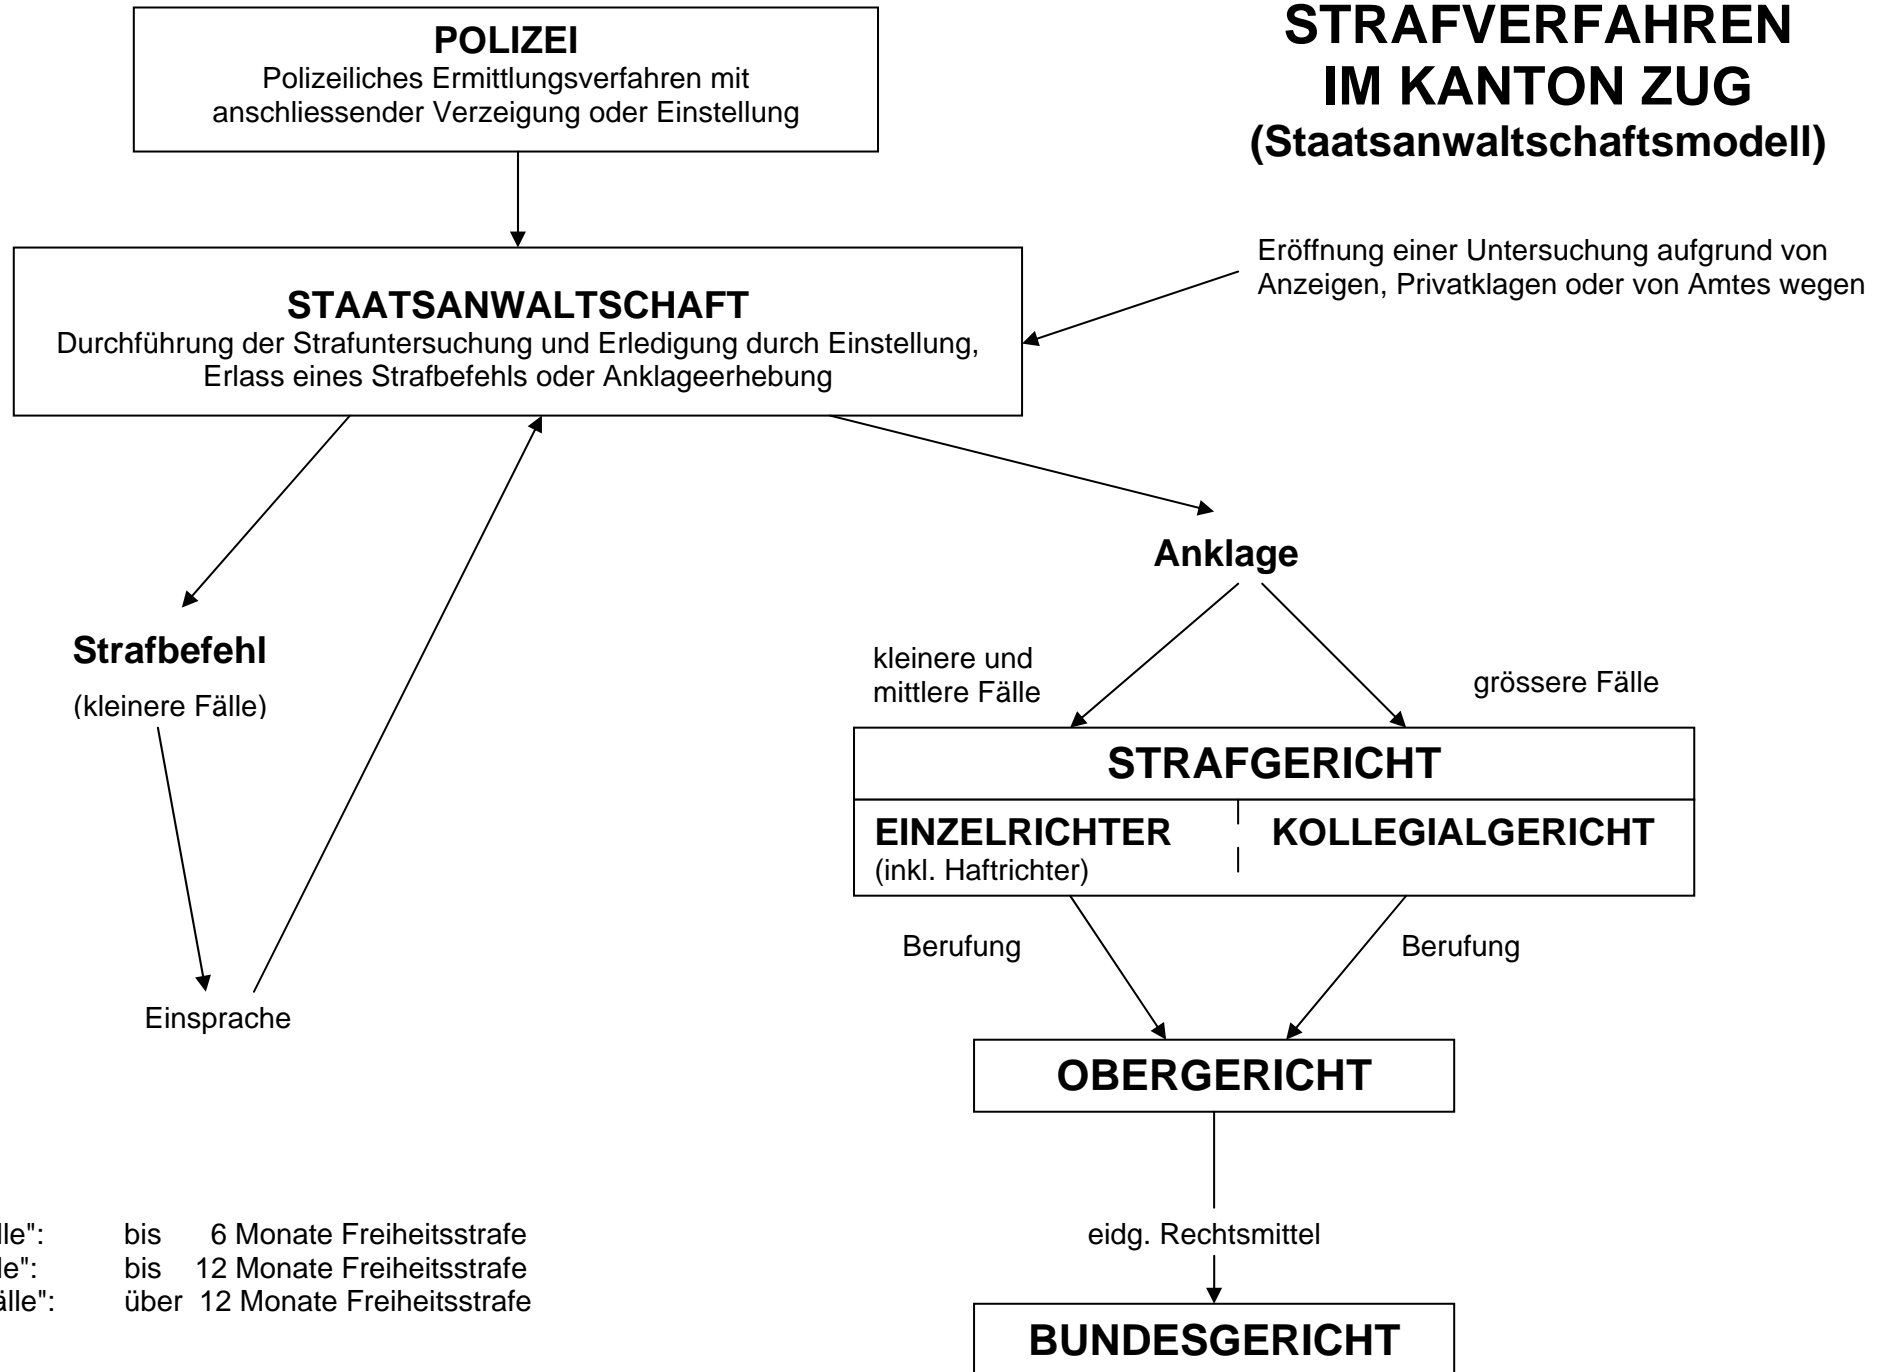 STRAFVERFAHREN
IM KANTON ZUG
(Staatsanwaltschaftsmodell)
POLIZEI
Polizeiliches Ermittlungsverfahren mit
anschliessender Verzeigung oder Einstellung
Eröffnung einer Untersuchung aufgrund von
Anzeigen, Privatklagen oder von Amtes wegen
STAATSANWALTSCHAFT
Durchführung der Strafuntersuchung und Erledigung durch Einstellung,
Erlass eines Strafbefehls oder Anklageerhebung
Strafbefehl
(kleinere Fälle)
Einsprache
Anklage
kleinere und
mittlere Fälle
grössere Fälle
STRAFGERICHT
EINZELRICHTER
(inkl. Haftrichter)
KOLLEGIALGERICHT
Berufung
Berufung
OBERGERICHT
eidg. Rechtsmittel
BUNDESGERICHT
lle": bis 6 Monate Freiheitsstrafe
le": bis 12 Monate Freiheitsstrafe
älle": über 12 Monate Freiheitsstrafe